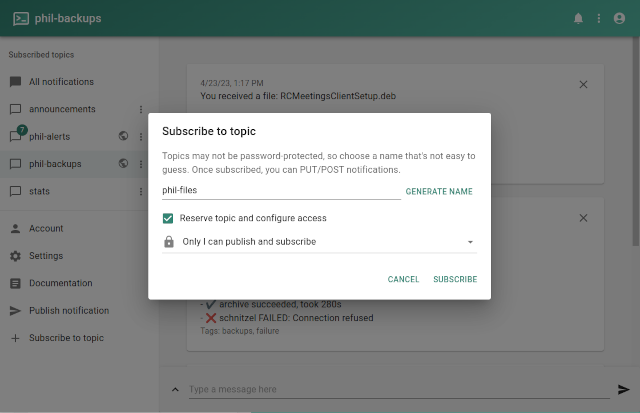 phil-backups
Subscribed topics
All notifications
announcements
7
phil-alerts
phil-backups
stats
Account
Settings
Documentation
Publish notification
Subscribe to topic
4/23/23, 1:17 PM
You received a file: RCMeetingsClientSetup.deb
Subscribe to topic
Topics may not be password-protected, so choose a name that's not easy to
guess. Once subscribed, you can PUT/POST notifications.
phil-files
GENERATE NAME
Reserve topic and configure access
Only I can publish and subscribe
CANCEL SUBSCRIBE
- ✔️ archive succeeded, took 280s
- ❌ schnitzel FAILED: Connection refused
Tags: backups, failure
Type a message here